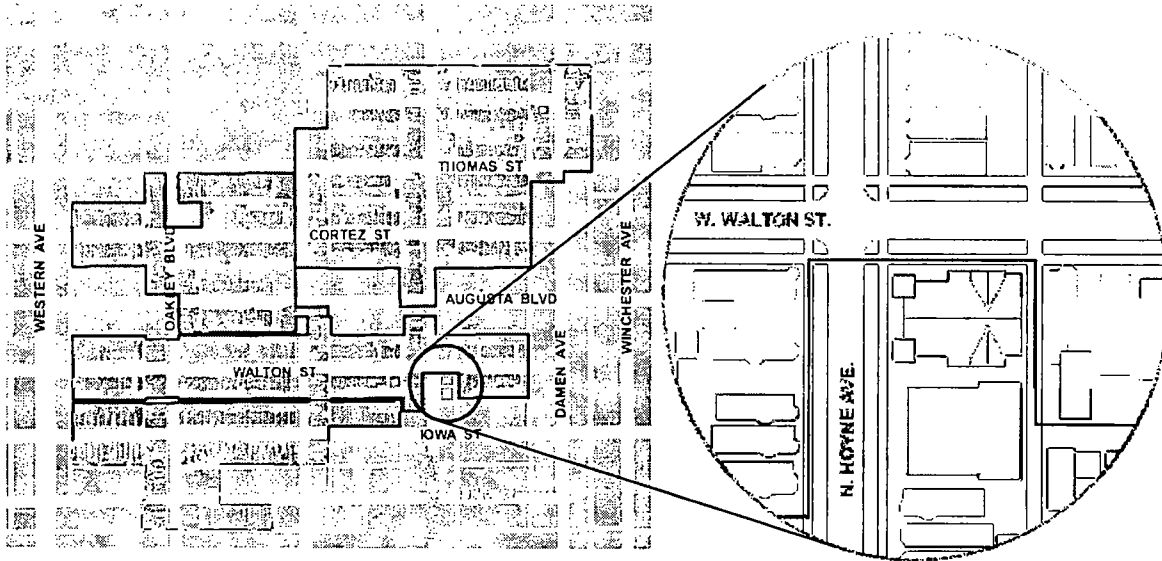 THOMAS ST
CORTEZ ST
WESTERN AVE
OAKLEY BLVD
AUGUSTA BLVD
WINCHESTER AVE
WALTON ST
DAMEN AVE
IOWA ST
W. WALTON ST.
N. HOYNE AVE.